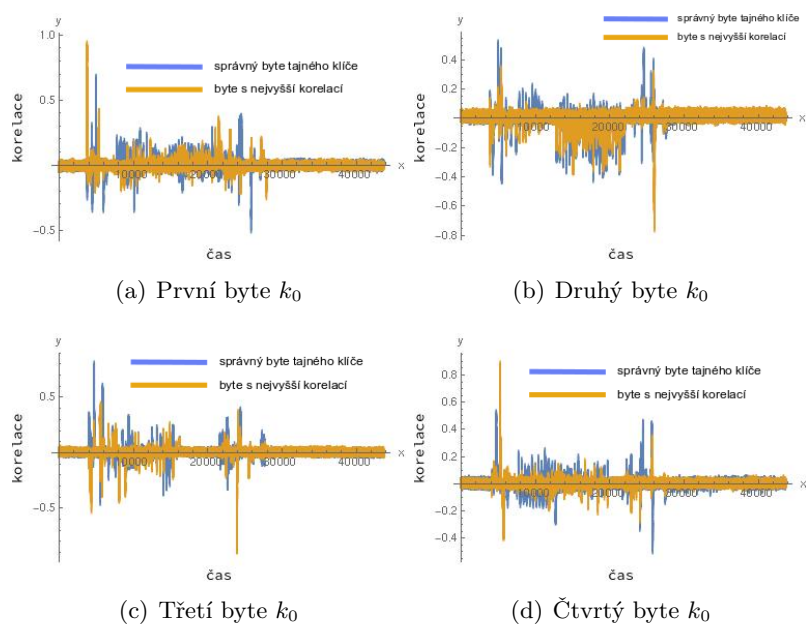 y
korelace
1.0
0.5
-0.5
10000
20000
30000
40000
x
správný byte tajného klíče
byte s nejvyšší korelací
čas
(a) První byte k₀
y
korelace
0.4
0.2
-0.2
-0.4
-0.6
-0.8
10000
20000
30000
40000
x
správný byte tajného klíče
byte s nejvyšší korelací
čas
(b) Druhý byte k₀
y
korelace
0.5
-0.5
10000
200000
30000
40000
x
správný byte tajného klíče
byte s nejvyšší korelací
čas
(c) Třetí byte k₀
y
korelace
0.8
0.6
0.4
0.2
-0.2
-0.4
10000
20000
30000
40000
x
správný byte tajného klíče
byte s nejvyšší korelací
čas
(d) Čtvrtý byte k₀